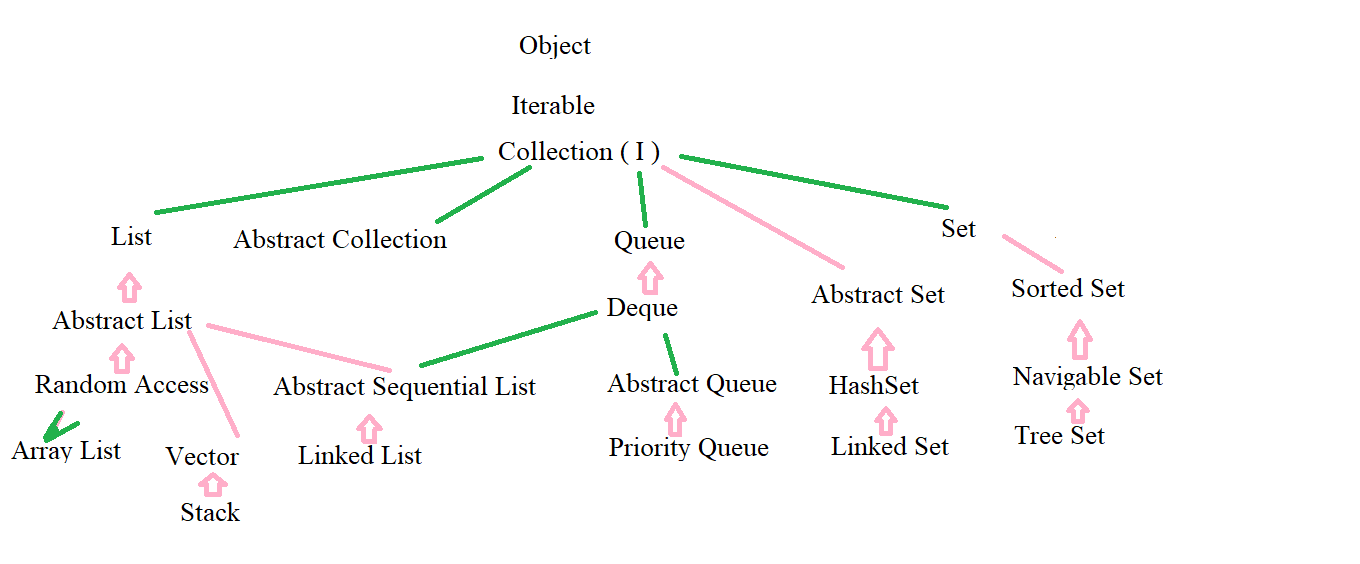 Object
Iterable
Collection ( I )
List
Abstract Collection
Queue
Set
Abstract List
Deque
Abstract Set
Sorted Set
Random Access
Abstract Sequential List
Abstract Queue
HashSet
Navigable Set
Array List
Vector
Linked List
Priority Queue
Linked Set
Tree Set
Stack